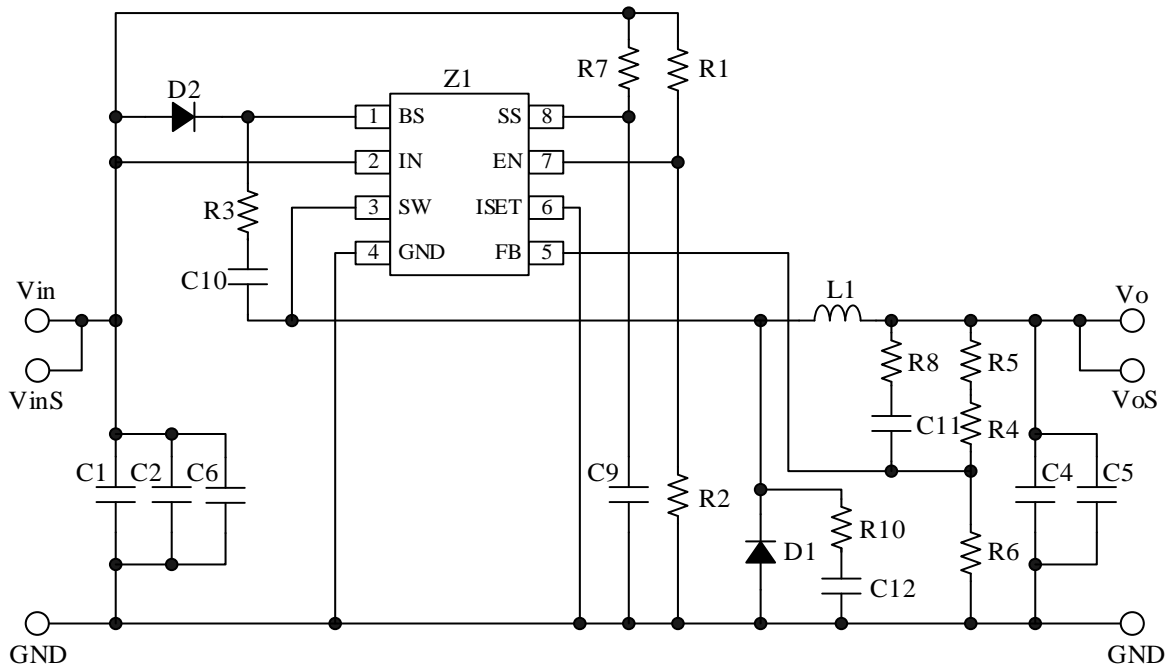 R7
R1
D2
Z1
1
BS
SS
8
2
IN
EN
7
R3
3
SW
ISET
6
4
GND
FB
5
C10
L1
Vin
Vo
VinS
VoS
R8
R5
C11
R4
C1
C2
C6
C9
R2
C4
C5
D1
R10
R6
C12
GND
GND